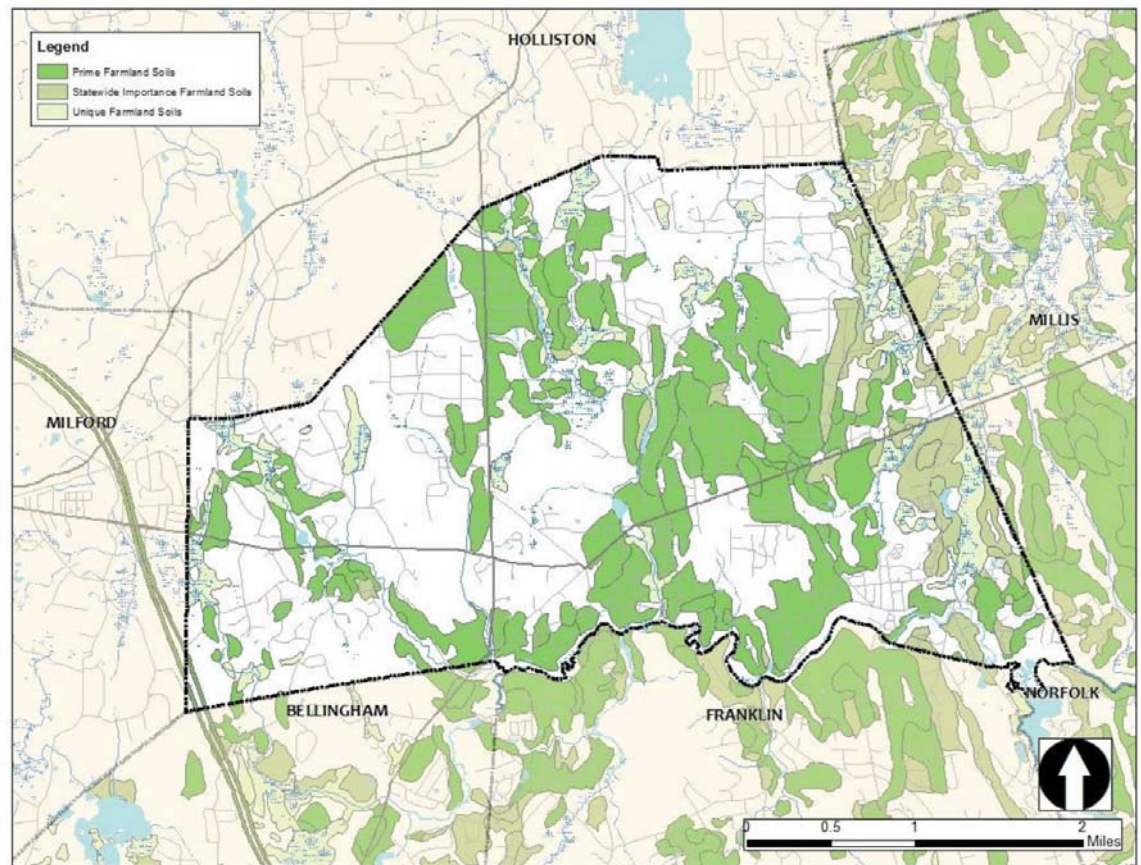 Legend
Prime Farmland Soils
Statewide Importance Farmland Soils
Unique Farmland Soils
HOLLISTON
MILLIS
MILFORD
BELLINGHAM
FRANKLIN
NORFOLK
0 0.5 1 2
Miles